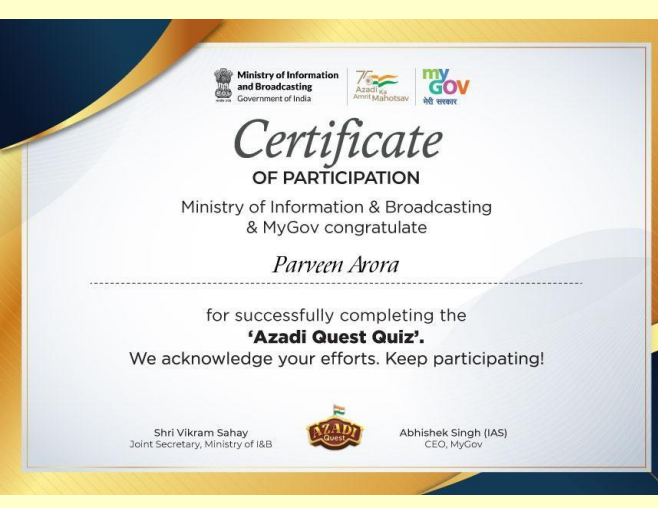 Ministry of Information
and Broadcasting
Government of India
75
Azadi Ka
Amrit Mahotsav
my
GOV
मेरी सरकार
Certificate
OF PARTICIPATION
Ministry of Information & Broadcasting
& MyGov congratulate
Parveen Arora
for successfully completing the
‘Azadi Quest Quiz’.
We acknowledge your efforts. Keep participating!
AZADI
Quest
Shri Vikram Sahay
Joint Secretary, Ministry of I&B
Abhishek Singh (IAS)
CEO, MyGov